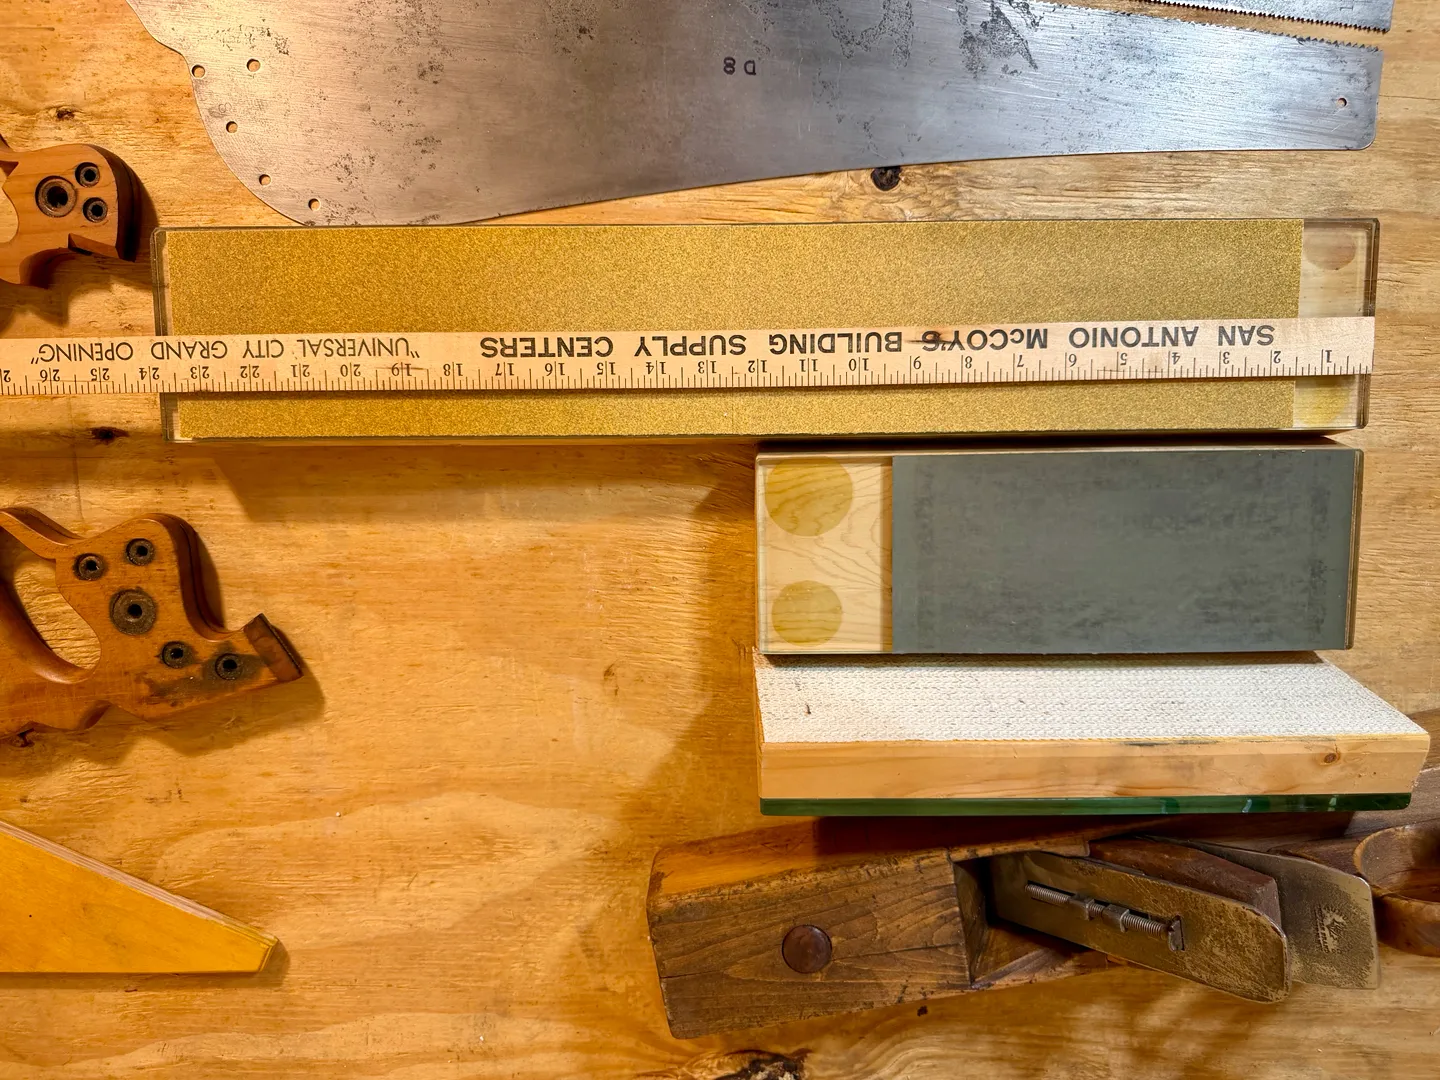 D 8
SAN ANTONIO McCOY'S BUILDING SUPPLY CENTERS "UNIVERSAL CITY GRAND OPENING"
1 2 3 4 5 6 7 8 9 10 11 12 13 14 15 16 17 18 19 20 21 22 23 24 25 26 2